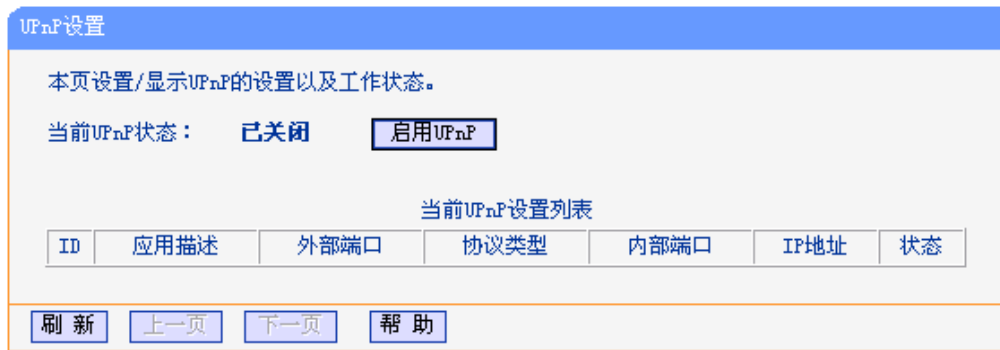 UPnP设置
本页设置/显示UPnP的设置以及工作状态。
当前UPnP状态： 已关闭 启用UPnP
当前UPnP设置列表
ID 应用描述 外部端口 协议类型 内部端口 IP地址 状态
刷 新 上一页 下一页 帮 助